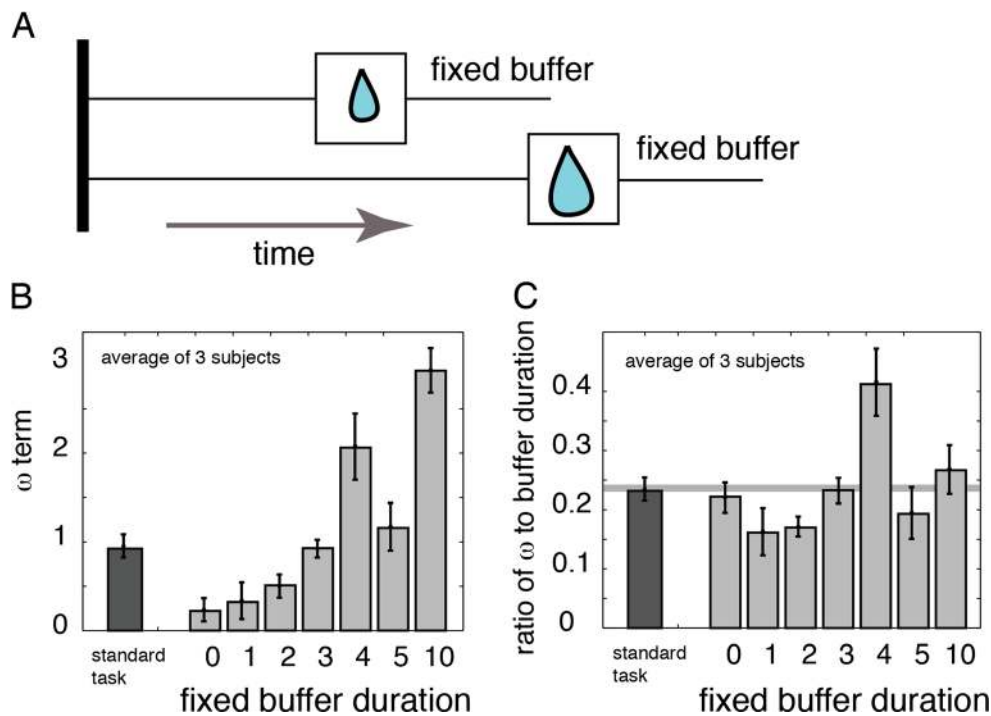 A
fixed buffer
fixed buffer
time
B
ω term
3
2
1
0
average of 3 subjects
standard
task
0 1 2 3 4 5 10
fixed buffer duration
C
ratio of ω to buffer duration
0.4
0.3
0.2
0.1
0
average of 3 subjects
standard
task
0 1 2 3 4 5 10
fixed buffer duration